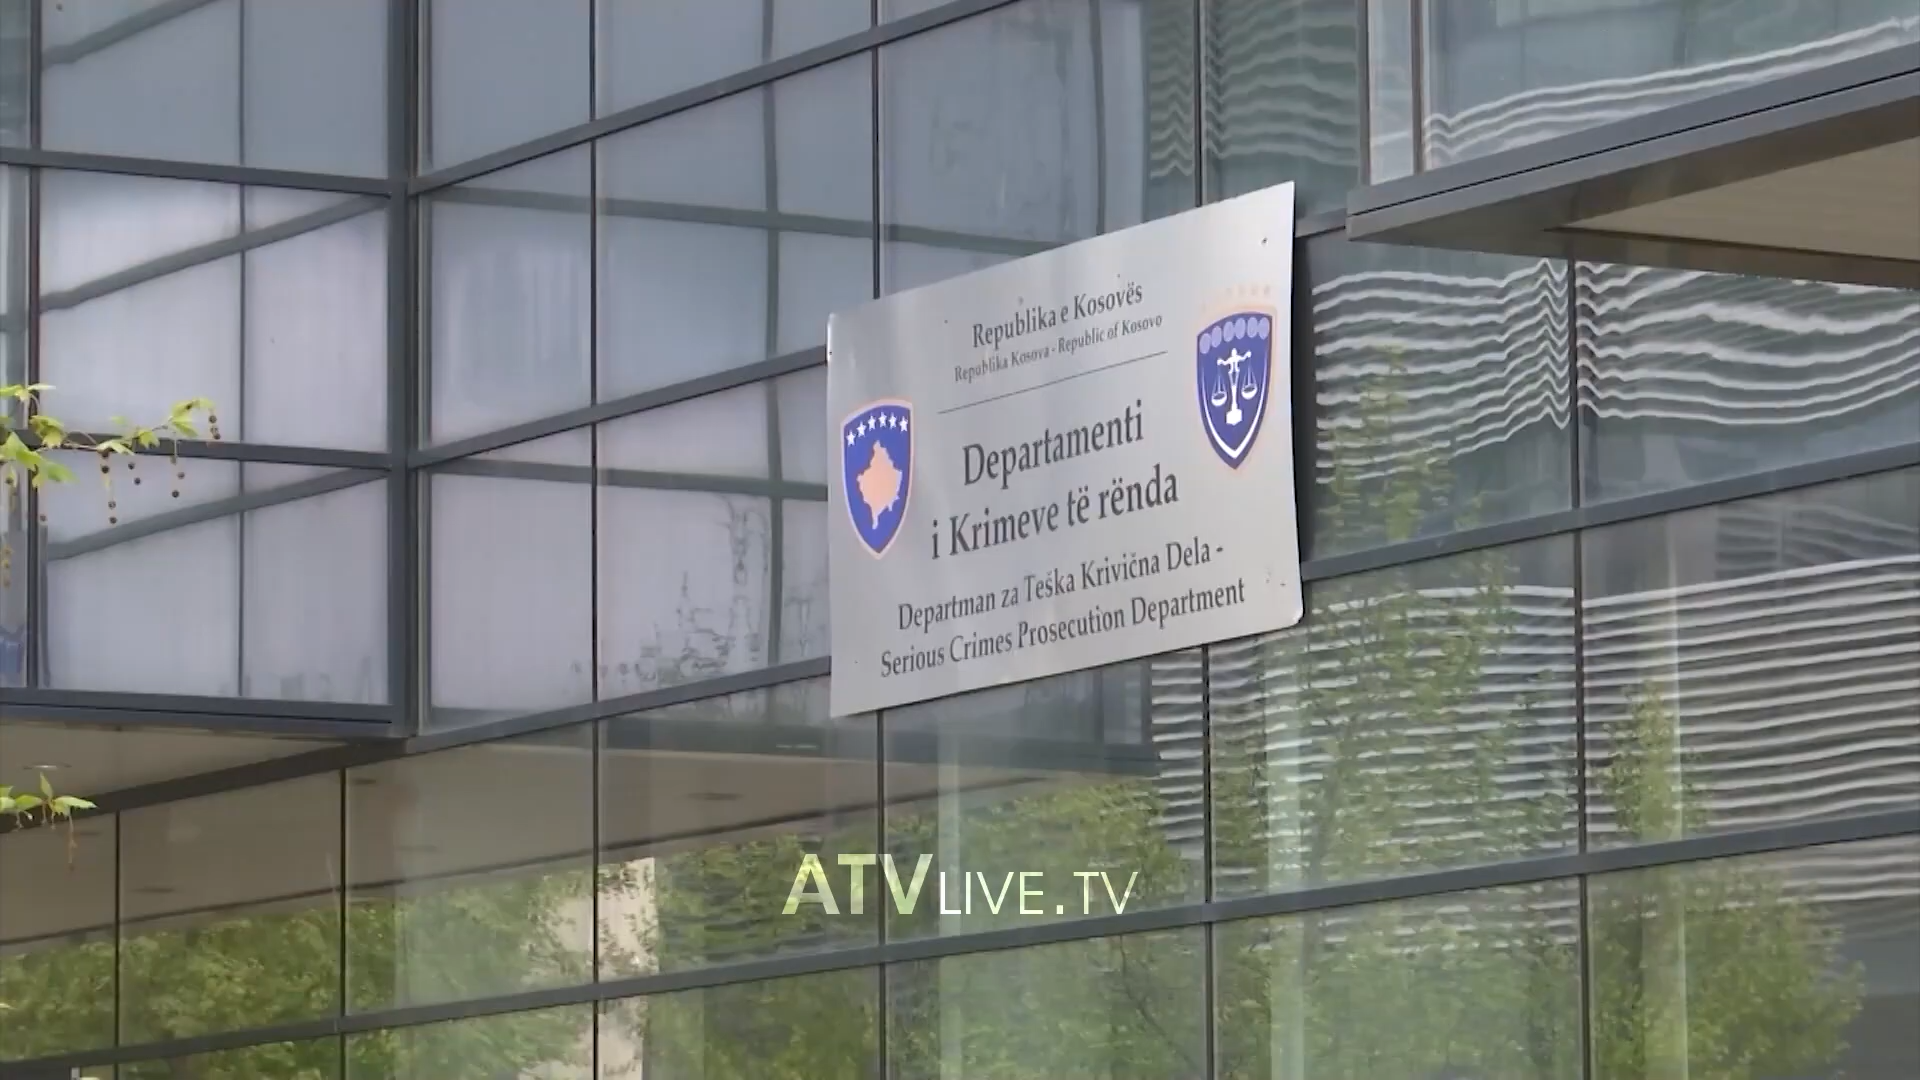 Republika e Kosovës
Republika Kosova - Republic of Kosovo
Departamenti
i Krimeve të rënda
Departman za Teška Krivična Dela -
Serious Crimes Prosecution Department
ATVLIVE.TV